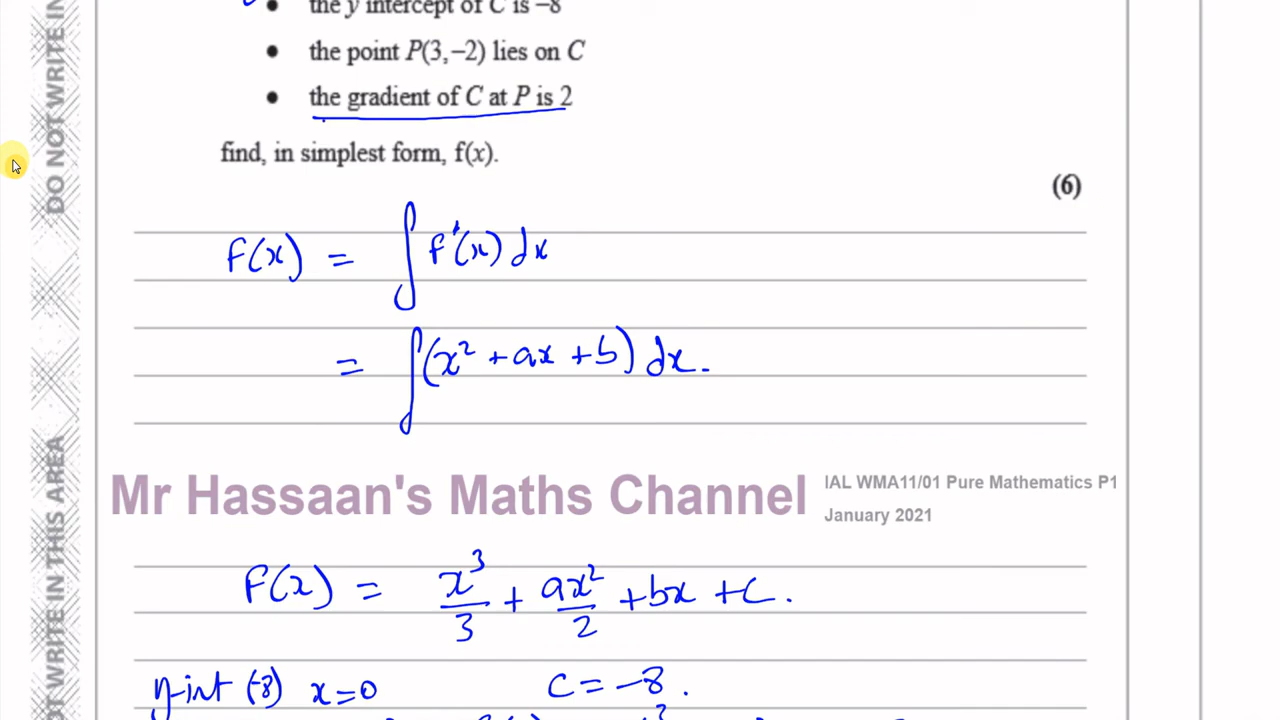 • the y intercept of C is –8
• the point P(3,–2) lies on C
• the gradient of C at P is 2
find, in simplest form, f(x).
(6)
f(x) = ∫ f'(x) dx
= ∫(x² + ax + b) dx.
Mr Hassaan's Maths Channel
IAL WMA11/01 Pure Mathematics P1
January 2021
f(x) = x³/3 + ax²/2 + bx + c.
y-int (-8) x=0 c = -8.
DO NOT WRITE IN
WRITE IN THIS AREA